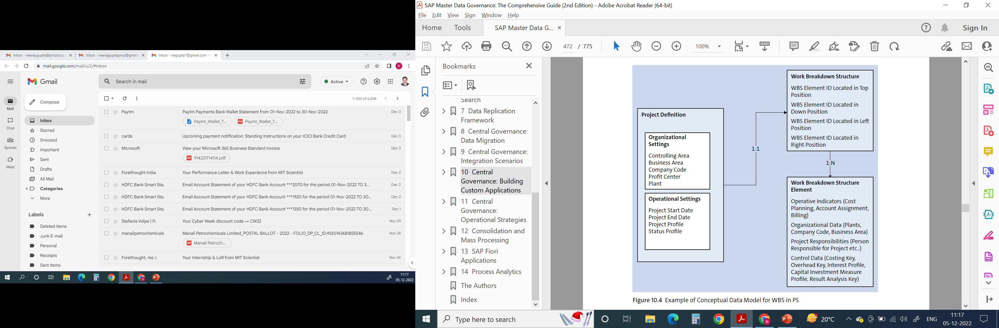 Inbox - neeraj.gupta@prozia.co.
Inbox - neerajguptapmp@gmail.
Inbox - negupta7@gmail.com -
mail.google.com/mail/u/2/#inbox
N
Gmail
Search in mail
Active
Mail
Chat
Spaces
Meet
Compose
Inbox
Starred
Snoozed
Important
Sent
Drafts
All Mail
Categories
More
Labels
Deleted Items
Junk E-mail
Personal
Receipts
Sent Items
1–100 of 6,838
Paytm Paytm Payments Bank Wallet Statement from 01-Nov-2022 to 30-Nov-2022 Dec 3
Paytm_Wallet_T... PDF Paytm_Wallet_T...
cards Upcoming payment notification: Standing Instructions on your ICICI Bank Credit Card Dec 3
Microsoft View your Microsoft 365 Business Standard invoice Dec 3
PDF 91422171404.pdf
Forethought India Your Performance Letter & Work Experience from MIT Scientist Dec 2
HDFC Bank Smart Sta. Email Account Statement of your HDFC Bank Account ***2070 for the period 01-Nov-2022 TO 3... Dec 2
HDFC Bank Smart Sta. Email Account Statement of your HDFC Bank Account ***1920 for the period 01-Nov-2022 TO 30... Dec 2
HDFC Bank Smart Sta. Email Account Statement of your HDFC Bank Account ***1350 for the period 01-Nov-2022 TO 30... Dec 1
Stefania Volpe | fr. Your Cyber Week discount code → CW22 Nov 29
manalipetrochemicals Manali Petrochemicals Limited_POSTAL BALLOT - 2022 - FOLIO_DP_CL_ID:IN30143681855546 Nov 28
PDF Manali Petroch...
Forethought, me 2 Your Internship & LoR from MIT Scientist Nov 24
11:17
05-12-2022
SAP Master Data Governance: The Comprehensive Guide (2nd Edition) - Adobe Acrobat Reader (64-bit)
File Edit View Sign Window Help
Home Tools SAP Master Data G... ×
Sign In
472 / 775
100%
Bookmarks
Search
7 Data Replication
Framework
8 Central Governance:
Data Migration
9 Central Governance:
Integration Scenarios
10 Central
Governance: Building
Custom Applications
11 Central
Governance:
Operational Strategies
12 Consolidation and
Mass Processing
13 SAP Fiori
Applications
14 Process Analytics
The Authors
Index
Project Definition
Organizational
Settings
Controlling Area
Business Area
Company Code
Profit Center
Plant
Operational Settings
Project Start Date
Project End Date
Project Profile
Status Profile
1:1
Work Breakdown Structure
WBS Element ID Located in Top
Position
WBS Element ID Located in
Down Position
WBS Element ID Located in Left
Position
WBS Element ID Located in
Right Position
1:N
Work Breakdown Structure
Element
Operative Indicators (Cost
Planning, Account Assignment,
Billing)
Organizational Data (Plants,
Company Code, Business Area)
Project Responsibilities (Person
Responsible for Project etc..)
Control Data (Costing Key,
Overhead Key, Interest Profile,
Capital Investment Measure
Profile, Result Analysis Key)
Figure 10.4 Example of Conceptual Data Model for WBS in PS
Type here to search
20°C
ENG
11:17
05-12-2022